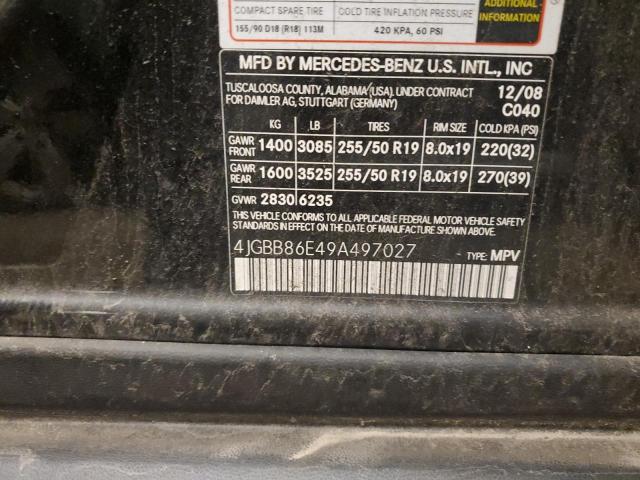 COMPACT SPARE TIRE COLD TIRE INFLATION PRESSURE
155/90 D18 (R18) 113M 420 KPA, 60 PSI
ADDITIONAL
INFORMATION
MFD BY MERCEDES-BENZ U.S. INTL., INC
TUSCALOOSA COUNTY, ALABAMA(USA), UNDER CONTRACT 12/08
FOR DAIMLER AG, STUTTGART (GERMANY) C040
KG LB TIRES RIM SIZE COLD KPA (PSI)
GAWR FRONT 1400 3085 255/50 R19 8.0x19 220(32)
GAWR REAR 1600 3525 255/50 R19 8.0x19 270(39)
GVWR 2830 6235
THIS VEHICLE CONFORMS TO ALL APPLICABLE FEDERAL MOTOR VEHICLE SAFETY
STANDARDS IN EFFECT ON THE DATE OF MANUFACTURE SHOWN ABOVE.
4JGBB86E49A497027 TYPE: MPV